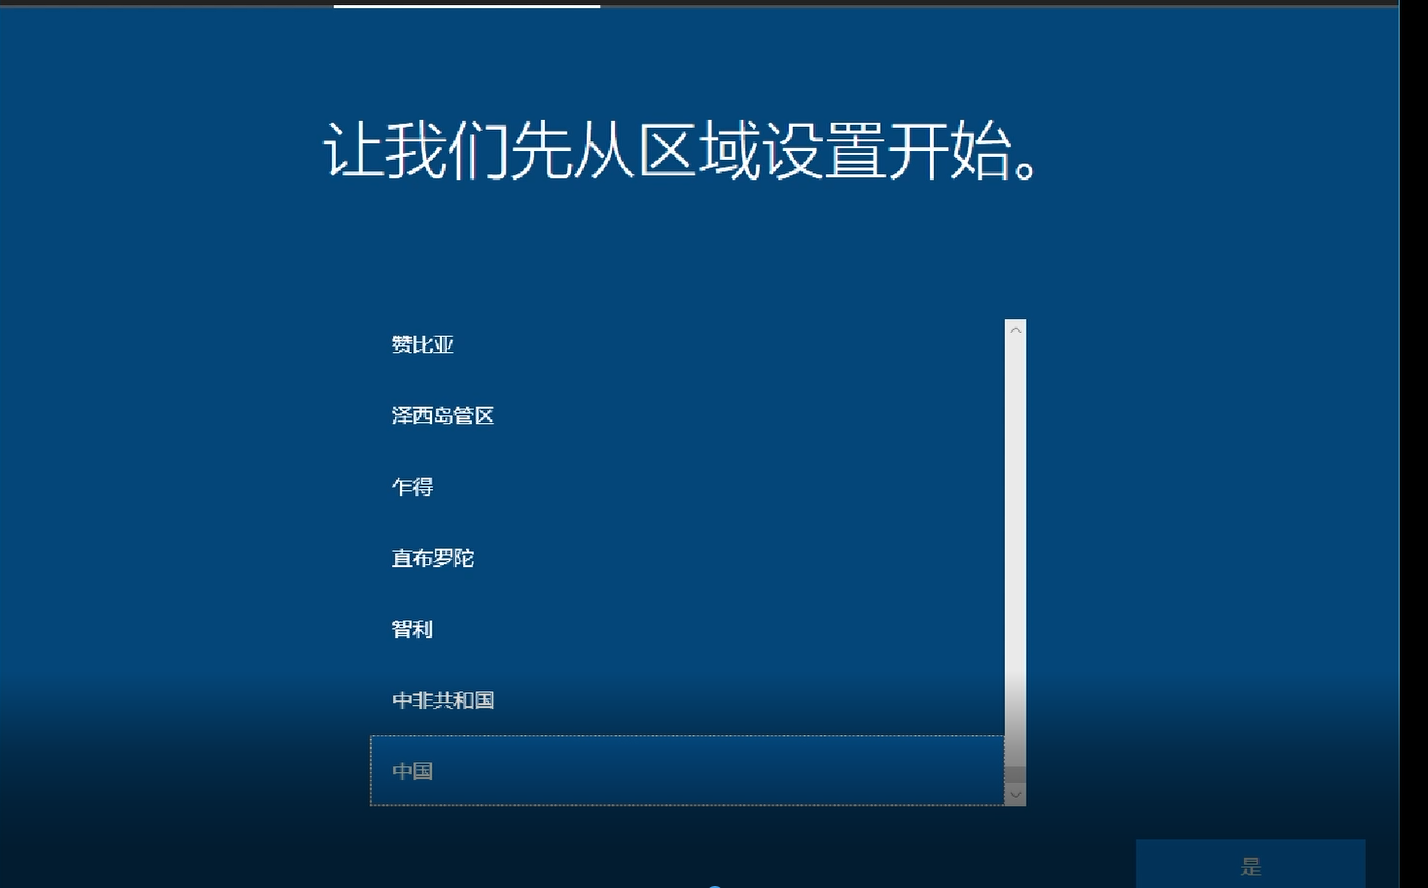 让我们先从区域设置开始。
赞比亚
泽西岛管区
乍得
直布罗陀
智利
中非共和国
中国
是